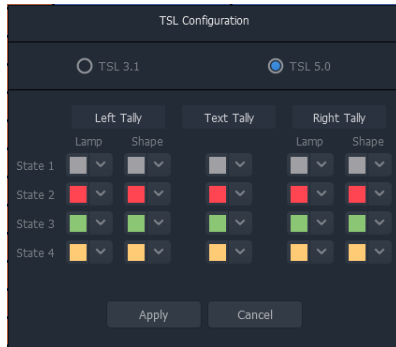 TSL Configuration
TSL 3.1 TSL 5.0
Left Tally Text Tally Right Tally
Lamp Shape Lamp Shape
State 1
State 2
State 3
State 4
Apply Cancel